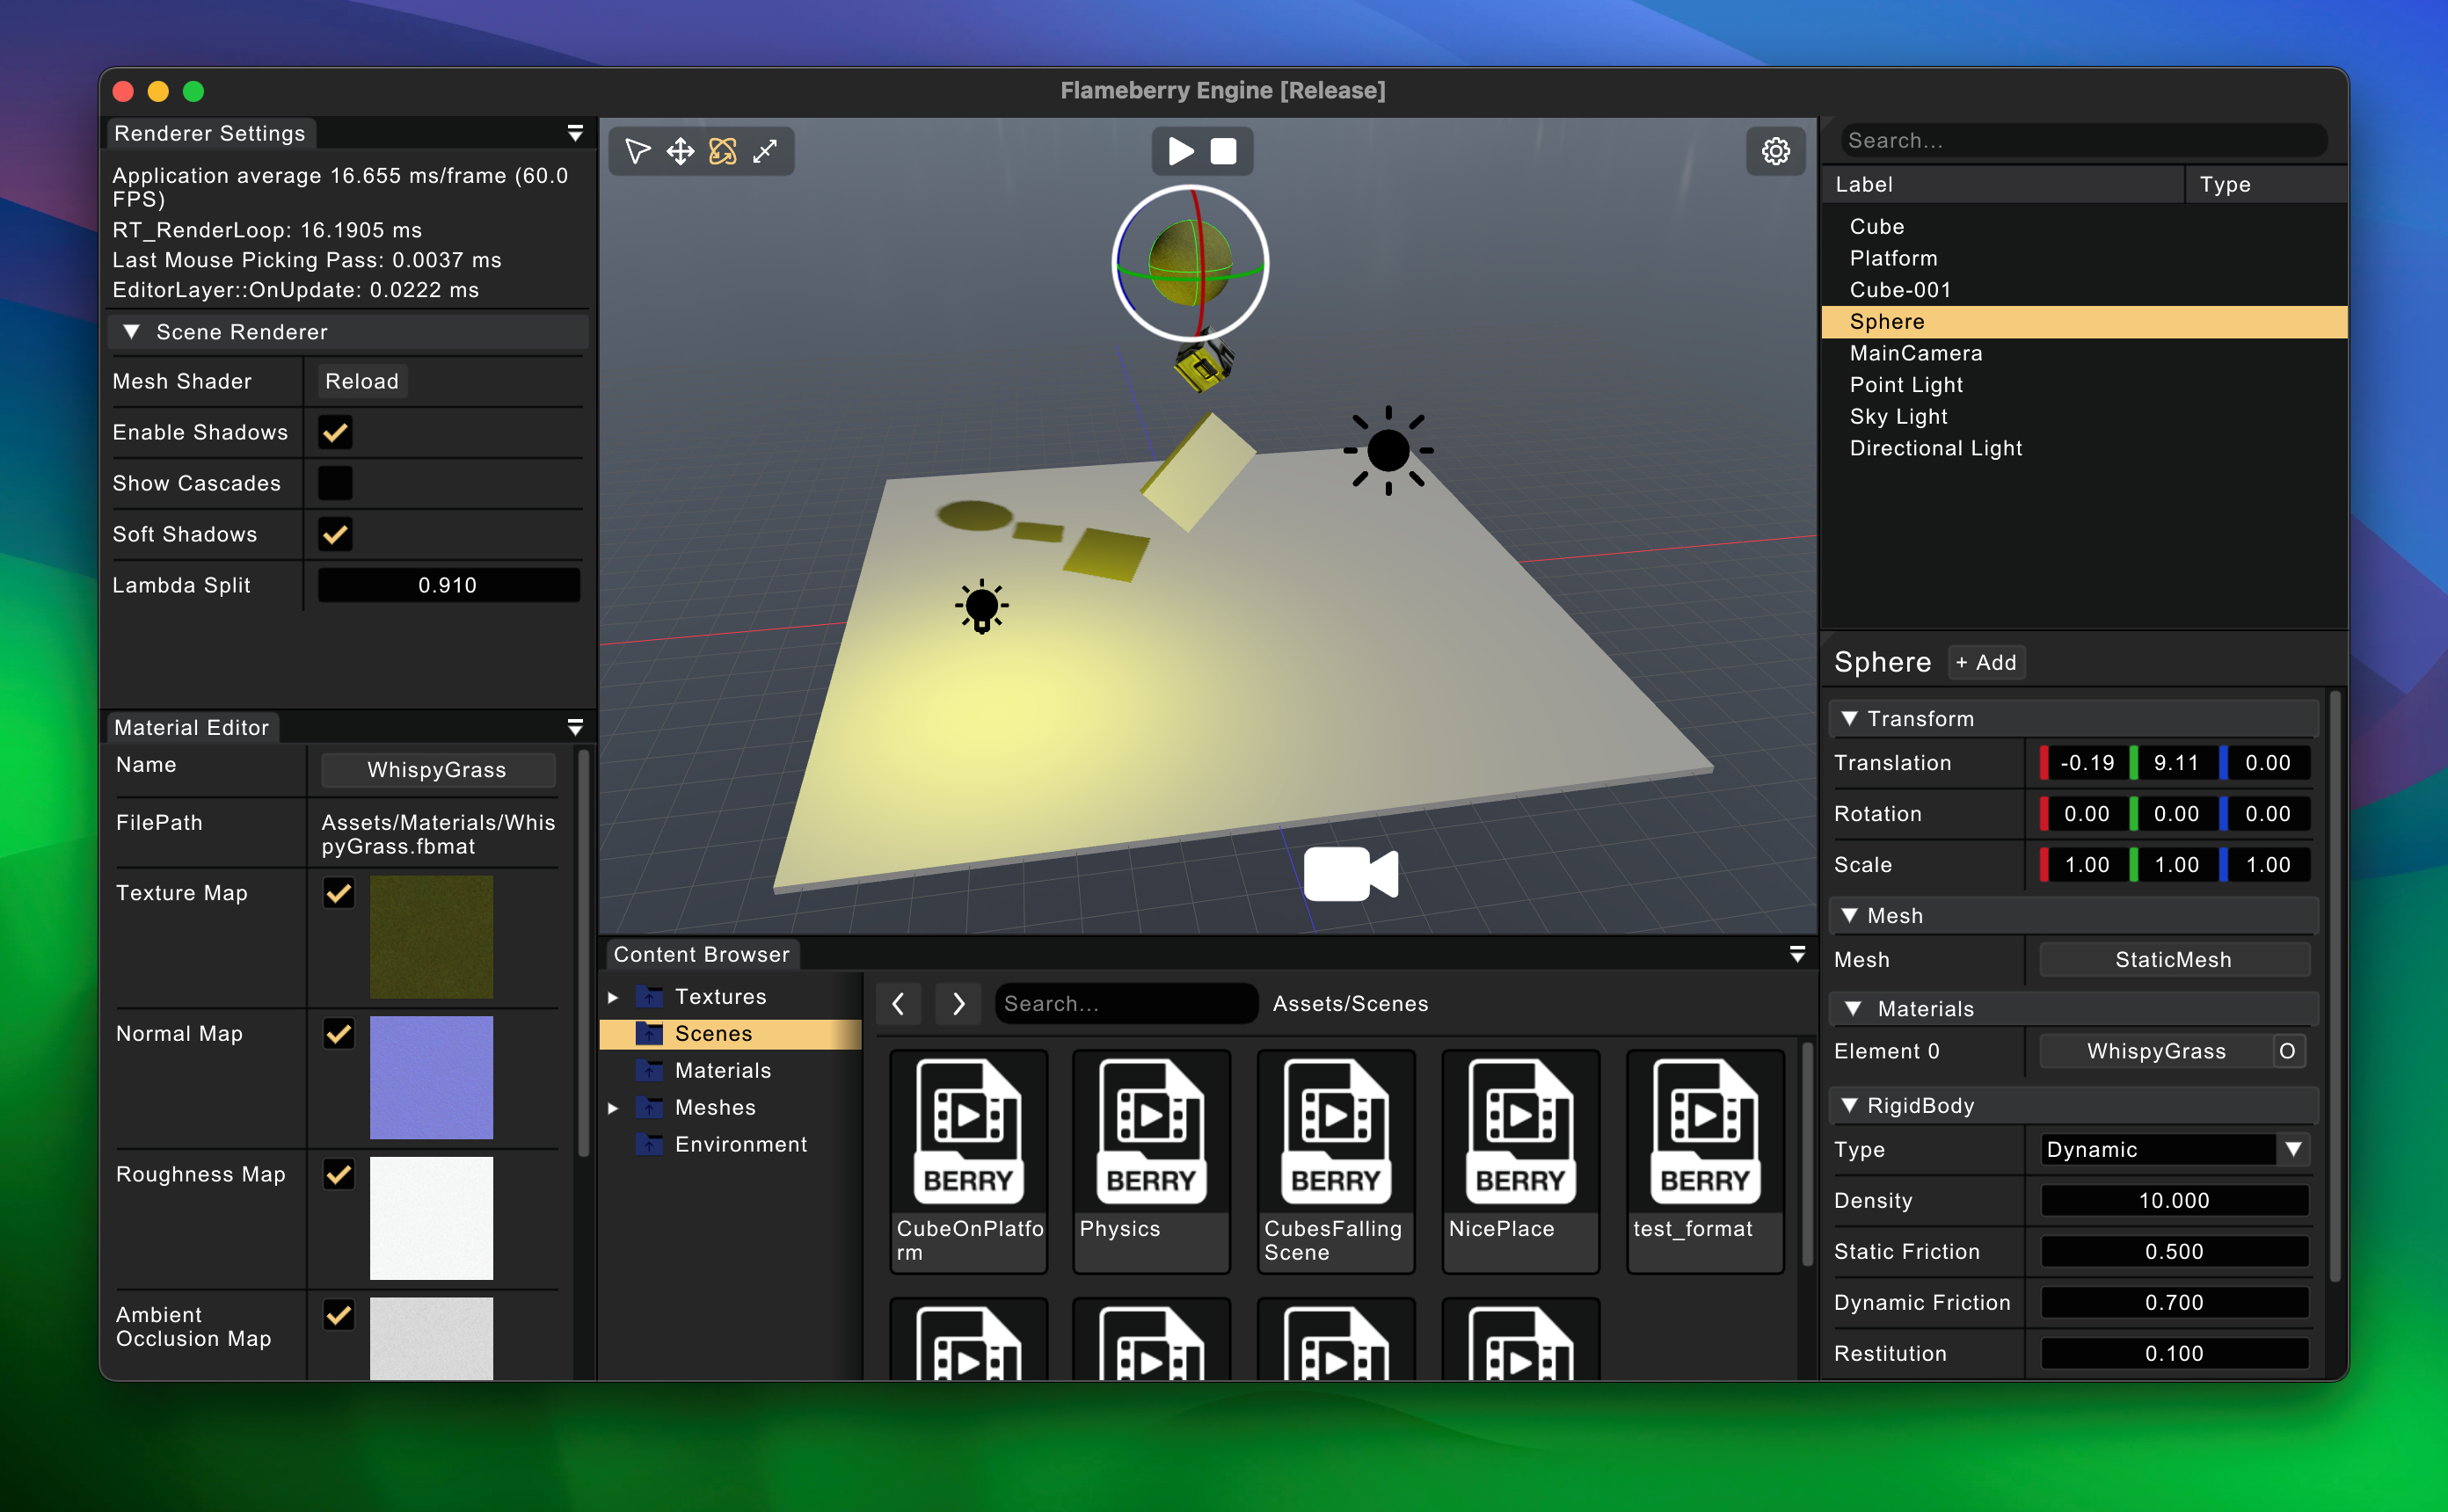 Flameberry Engine [Release]
Renderer Settings
Application average 16.655 ms/frame (60.0
FPS)
RT_RenderLoop: 16.1905 ms
Last Mouse Picking Pass: 0.0037 ms
EditorLayer::OnUpdate: 0.0222 ms
Scene Renderer
Mesh Shader Reload
Enable Shadows
Show Cascades
Soft Shadows
Lambda Split 0.910
Material Editor
Name WhispyGrass
FilePath Assets/Materials/Whis
pyGrass.fbmat
Texture Map
Normal Map
Roughness Map
Ambient
Occlusion Map
Content Browser
Textures
Scenes
Materials
Meshes
Environment
Search... Assets/Scenes
BERRY BERRY BERRY BERRY BERRY
CubeOnPlatfo Physics CubesFalling NicePlace test_format
rm Scene
Search...
Label Type
Cube
Platform
Cube-001
Sphere
MainCamera
Point Light
Sky Light
Directional Light
Sphere + Add
Transform
Translation -0.19 9.11 0.00
Rotation 0.00 0.00 0.00
Scale 1.00 1.00 1.00
Mesh
Mesh StaticMesh
Materials
Element 0 WhispyGrass O
RigidBody
Type Dynamic
Density 10.000
Static Friction 0.500
Dynamic Friction 0.700
Restitution 0.100